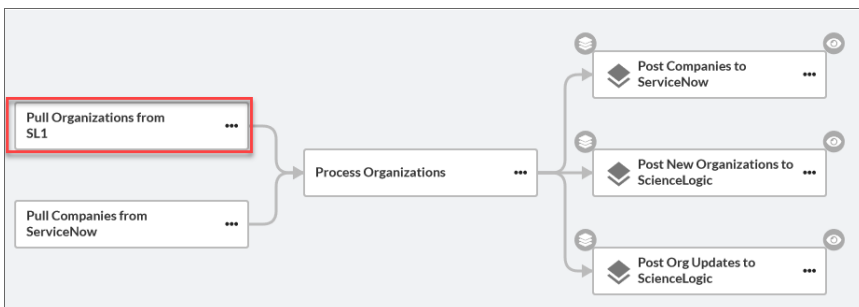 Pull Organizations from
SL1
Pull Companies from
ServiceNow
Process Organizations
Post Companies to
ServiceNow
Post New Organizations to
ScienceLogic
Post Org Updates to
ScienceLogic